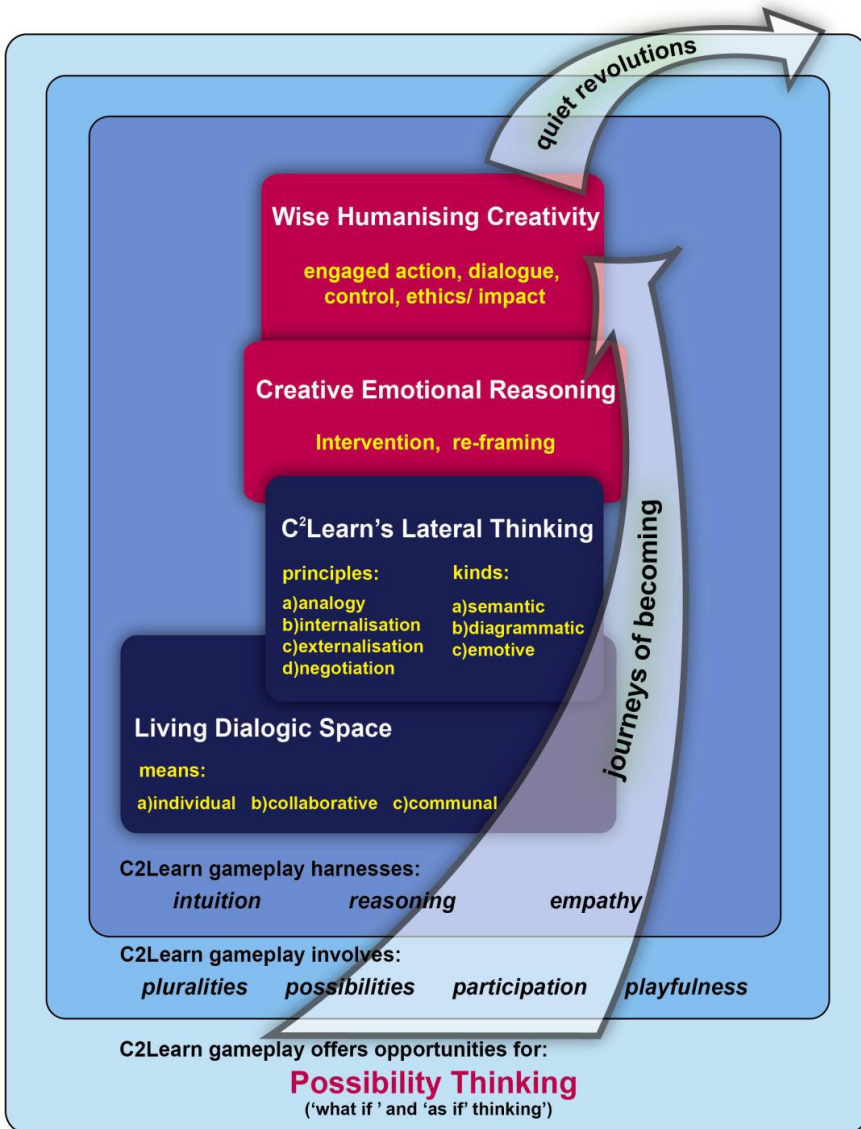 quiet revolutions
Wise Humanising Creativity
engaged action, dialogue,
control, ethics/ impact
Creative Emotional Reasoning
Intervention, re-framing
C²Learn's Lateral Thinking
principles:
a)analogy
b)internalisation
c)externalisation
d)negotiation
kinds:
a)semantic
b)diagrammatic
c)emotive
journeys of becoming
Living Dialogic Space
means:
a)individual b)collaborative c)communal
C2Learn gameplay harnesses:
intuition reasoning empathy
C2Learn gameplay involves:
pluralities possibilities participation playfulness
C2Learn gameplay offers opportunities for:
Possibility Thinking
('what if ' and 'as if' thinking')